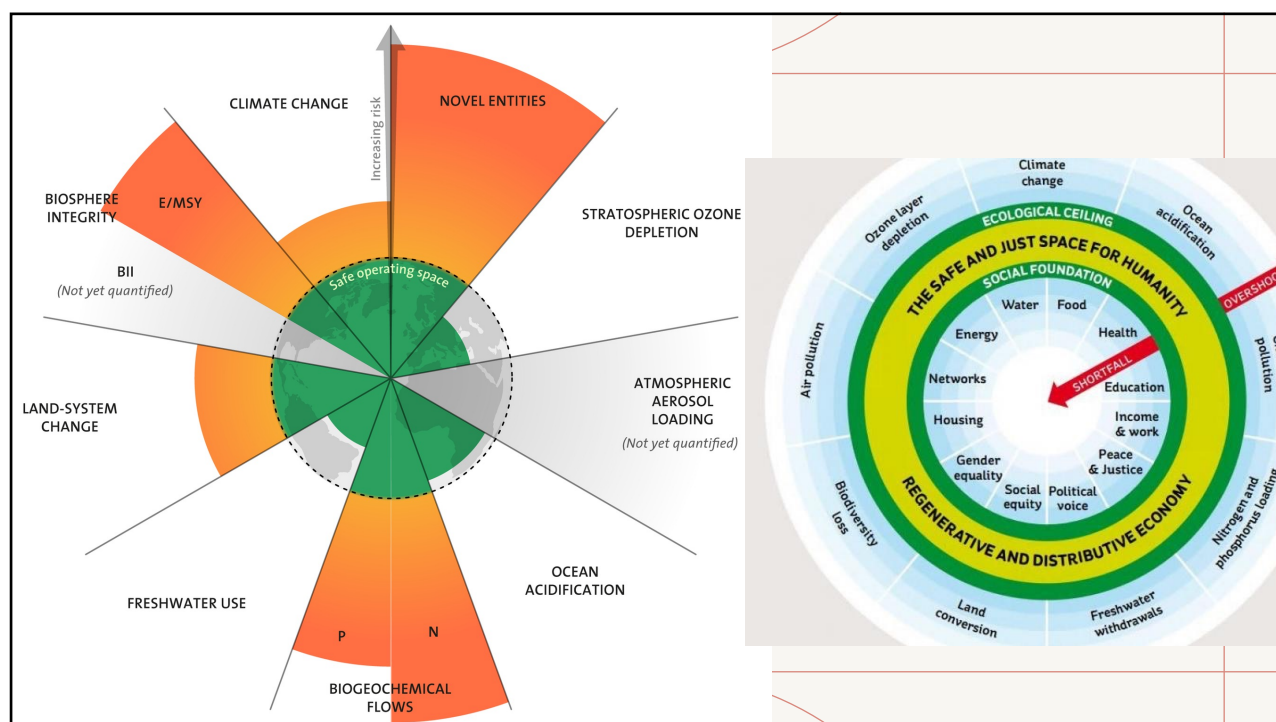 CLIMATE CHANGE
NOVEL ENTITIES
Increasing risk
BIOSPHERE
INTEGRITY
E/MSY
STRATOSPHERIC OZONE
DEPLETION
BII
(Not yet quantified)
Safe operating space
LAND-SYSTEM
CHANGE
ATMOSPHERIC
AEROSOL
LOADING
(Not yet quantified)
FRESHWATER USE
OCEAN
ACIDIFICATION
P
N
BIOGEOCHEMICAL
FLOWS
Climate
change
Ozone layer
depletion
Ocean
acidification
ECOLOGICAL CEILING
THE SAFE AND JUST SPACE FOR HUMANITY
SOCIAL FOUNDATION
Water
Food
Energy
Health
Networks
Education
Housing
Income
& work
Gender
equality
Peace
& Justice
Social
equity
Political
voice
SHORTFALL
Air pollution
pollution
REGENERATIVE AND DISTRIBUTIVE ECONOMY
Biodiversity
loss
Nitrogen and
phosphorus loading
Land
conversion
Freshwater
withdrawals